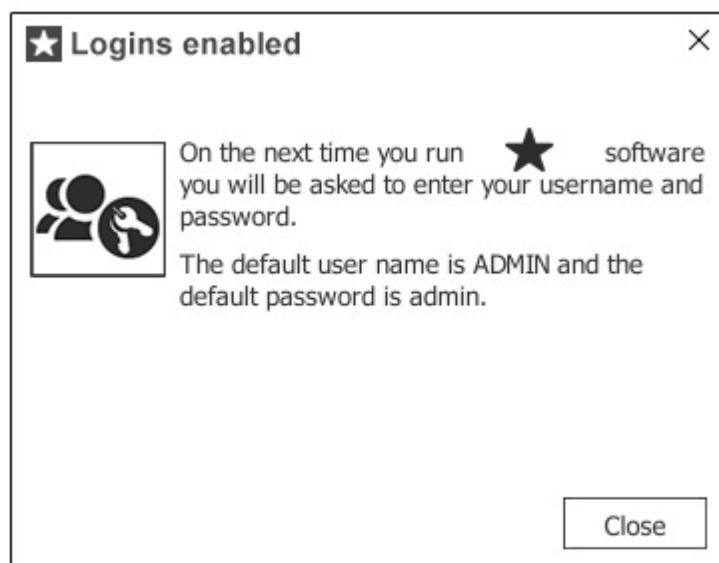 Logins enabled
On the next time you run software
you will be asked to enter your username and
password.
The default user name is ADMIN and the
default password is admin.
Close